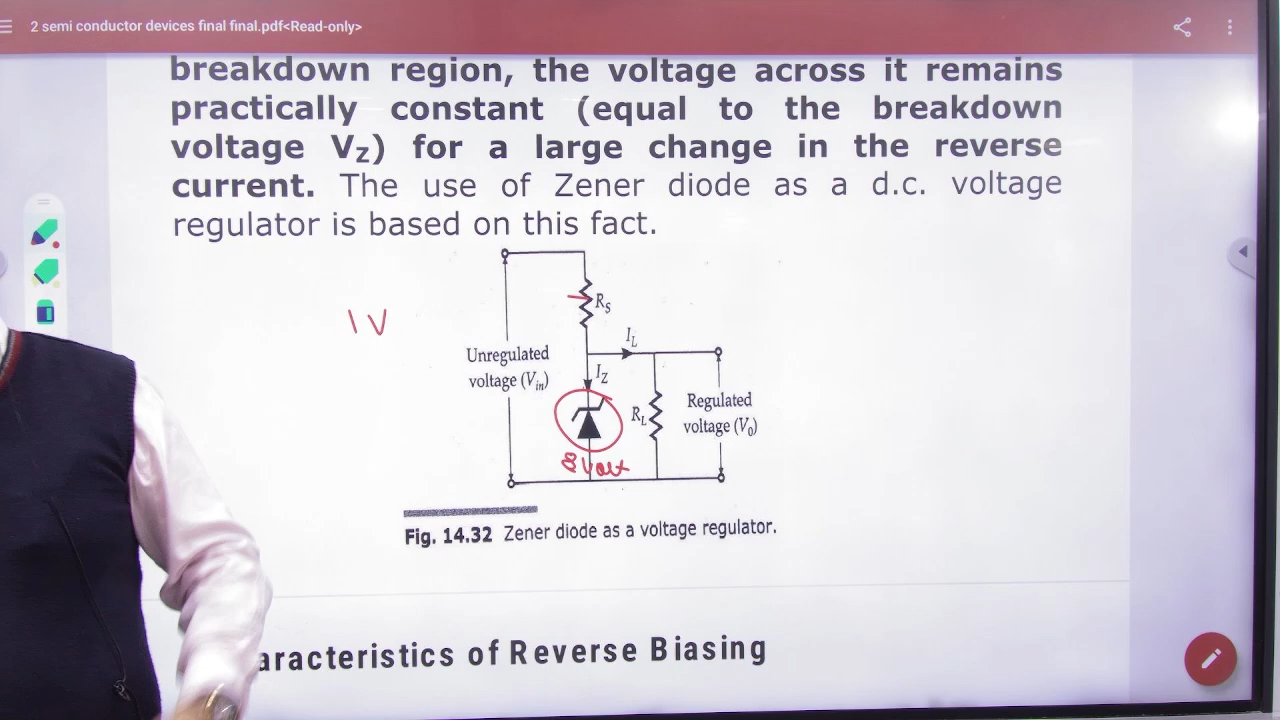 2 semi conductor devices final final.pdf<Read-only>
breakdown region, the voltage across it remains
practically constant (equal to the breakdown
voltage VZ) for a large change in the reverse
current. The use of Zener diode as a d.c. voltage
regulator is based on this fact.
RS
1 V
IL
Unregulated
voltage (Vin)
IZ
RL
Regulated
voltage (V0)
8 Volt
Fig. 14.32 Zener diode as a voltage regulator.
aracteristics of Reverse Biasing